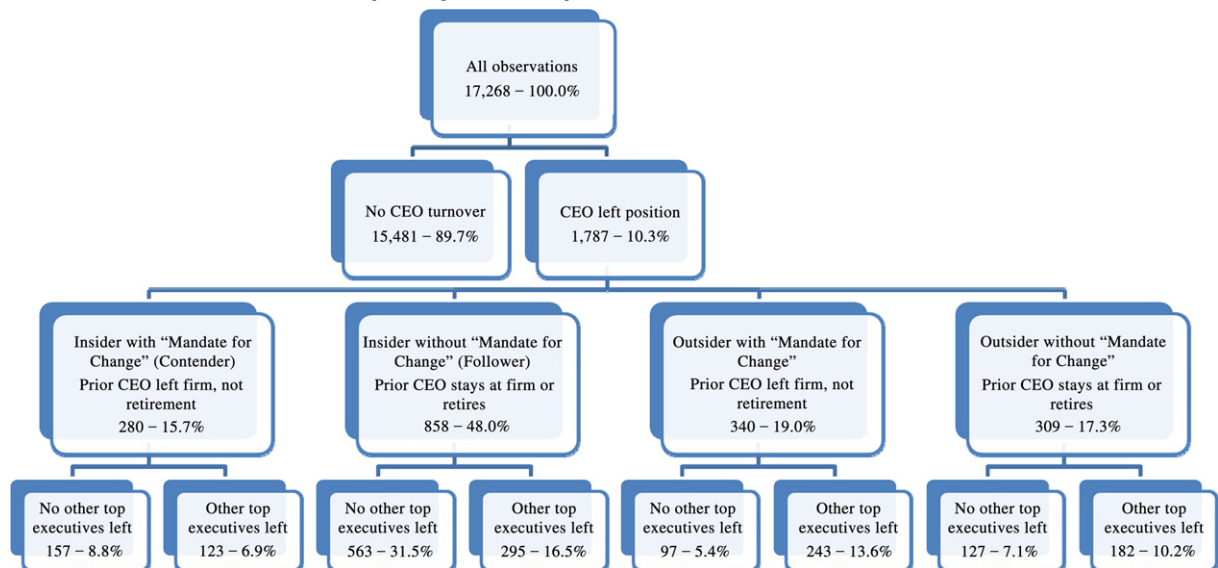 All observations
17,268 − 100.0%
No CEO turnover
15,481 − 89.7%
CEO left position
1,787 − 10.3%
Insider with “Mandate for
Change” (Contender)
Prior CEO left firm, not
retirement
280 − 15.7%
Insider without “Mandate for
Change” (Follower)
Prior CEO stays at firm or
retires
858 − 48.0%
Outsider with “Mandate for
Change”
Prior CEO left firm, not
retirement
340 − 19.0%
Outsider without “Mandate
for Change”
Prior CEO stays at firm or
retires
309 − 17.3%
No other top
executives left
157 − 8.8%
Other top
executives left
123 − 6.9%
No other top
executives left
563 − 31.5%
Other top
executives left
295 − 16.5%
No other top
executives left
97 − 5.4%
Other top
executives left
243 − 13.6%
No other top
executives left
127 − 7.1%
Other top
executives left
182 − 10.2%